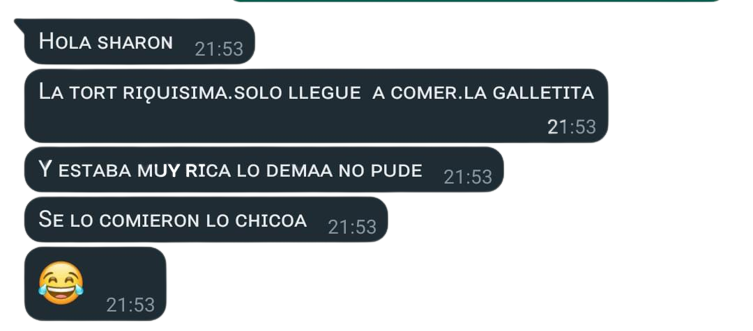 Hola sharon 21:53
La tort riquisima.solo llegue a comer.la galletita
21:53
Y estaba muy rica lo demaa no pude 21:53
Se lo comieron lo chicoa 21:53
😂 21:53